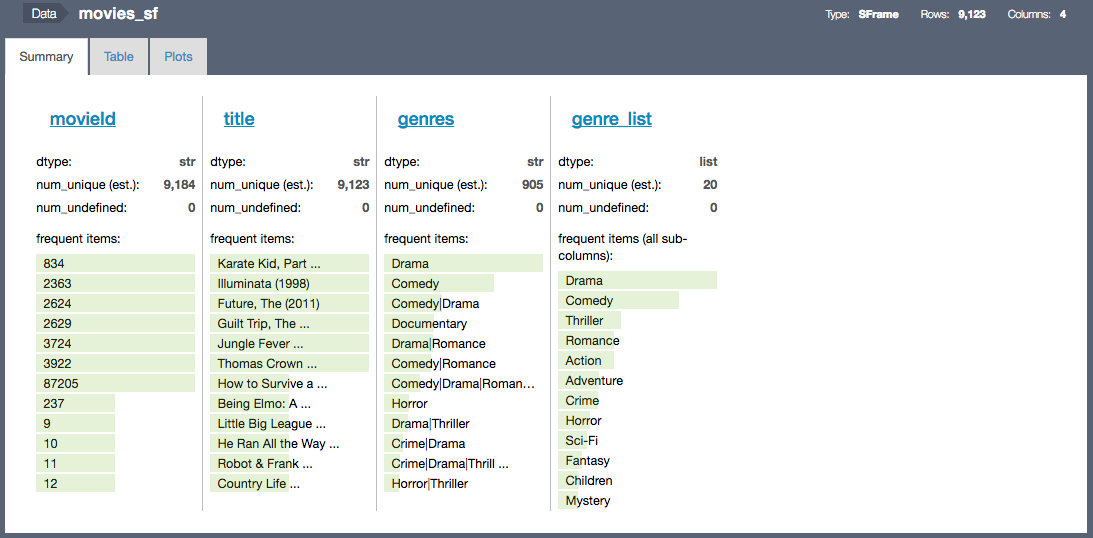 Data movies_sf Type: SFrame Rows: 9,123 Columns: 4
Summary Table Plots
movieId
dtype: str
num_unique (est.): 9,184
num_undefined: 0
frequent items:
834
2363
2624
2629
3724
3922
87205
237
9
10
11
12
title
dtype: str
num_unique (est.): 9,123
num_undefined: 0
frequent items:
Karate Kid, Part ...
Illuminata (1998)
Future, The (2011)
Guilt Trip, The ...
Jungle Fever ...
Thomas Crown ...
How to Survive a ...
Being Elmo: A ...
Little Big League ...
He Ran All the Way ...
Robot & Frank ...
Country Life ...
genres
dtype: str
num_unique (est.): 905
num_undefined: 0
frequent items:
Drama
Comedy
Comedy|Drama
Documentary
Drama|Romance
Comedy|Romance
Comedy|Drama|Roman...
Horror
Drama|Thriller
Crime|Drama
Crime|Drama|Thrill ...
Horror|Thriller
genre_list
dtype: list
num_unique (est.): 20
num_undefined: 0
frequent items (all sub-
columns):
Drama
Comedy
Thriller
Romance
Action
Adventure
Crime
Horror
Sci-Fi
Fantasy
Children
Mystery